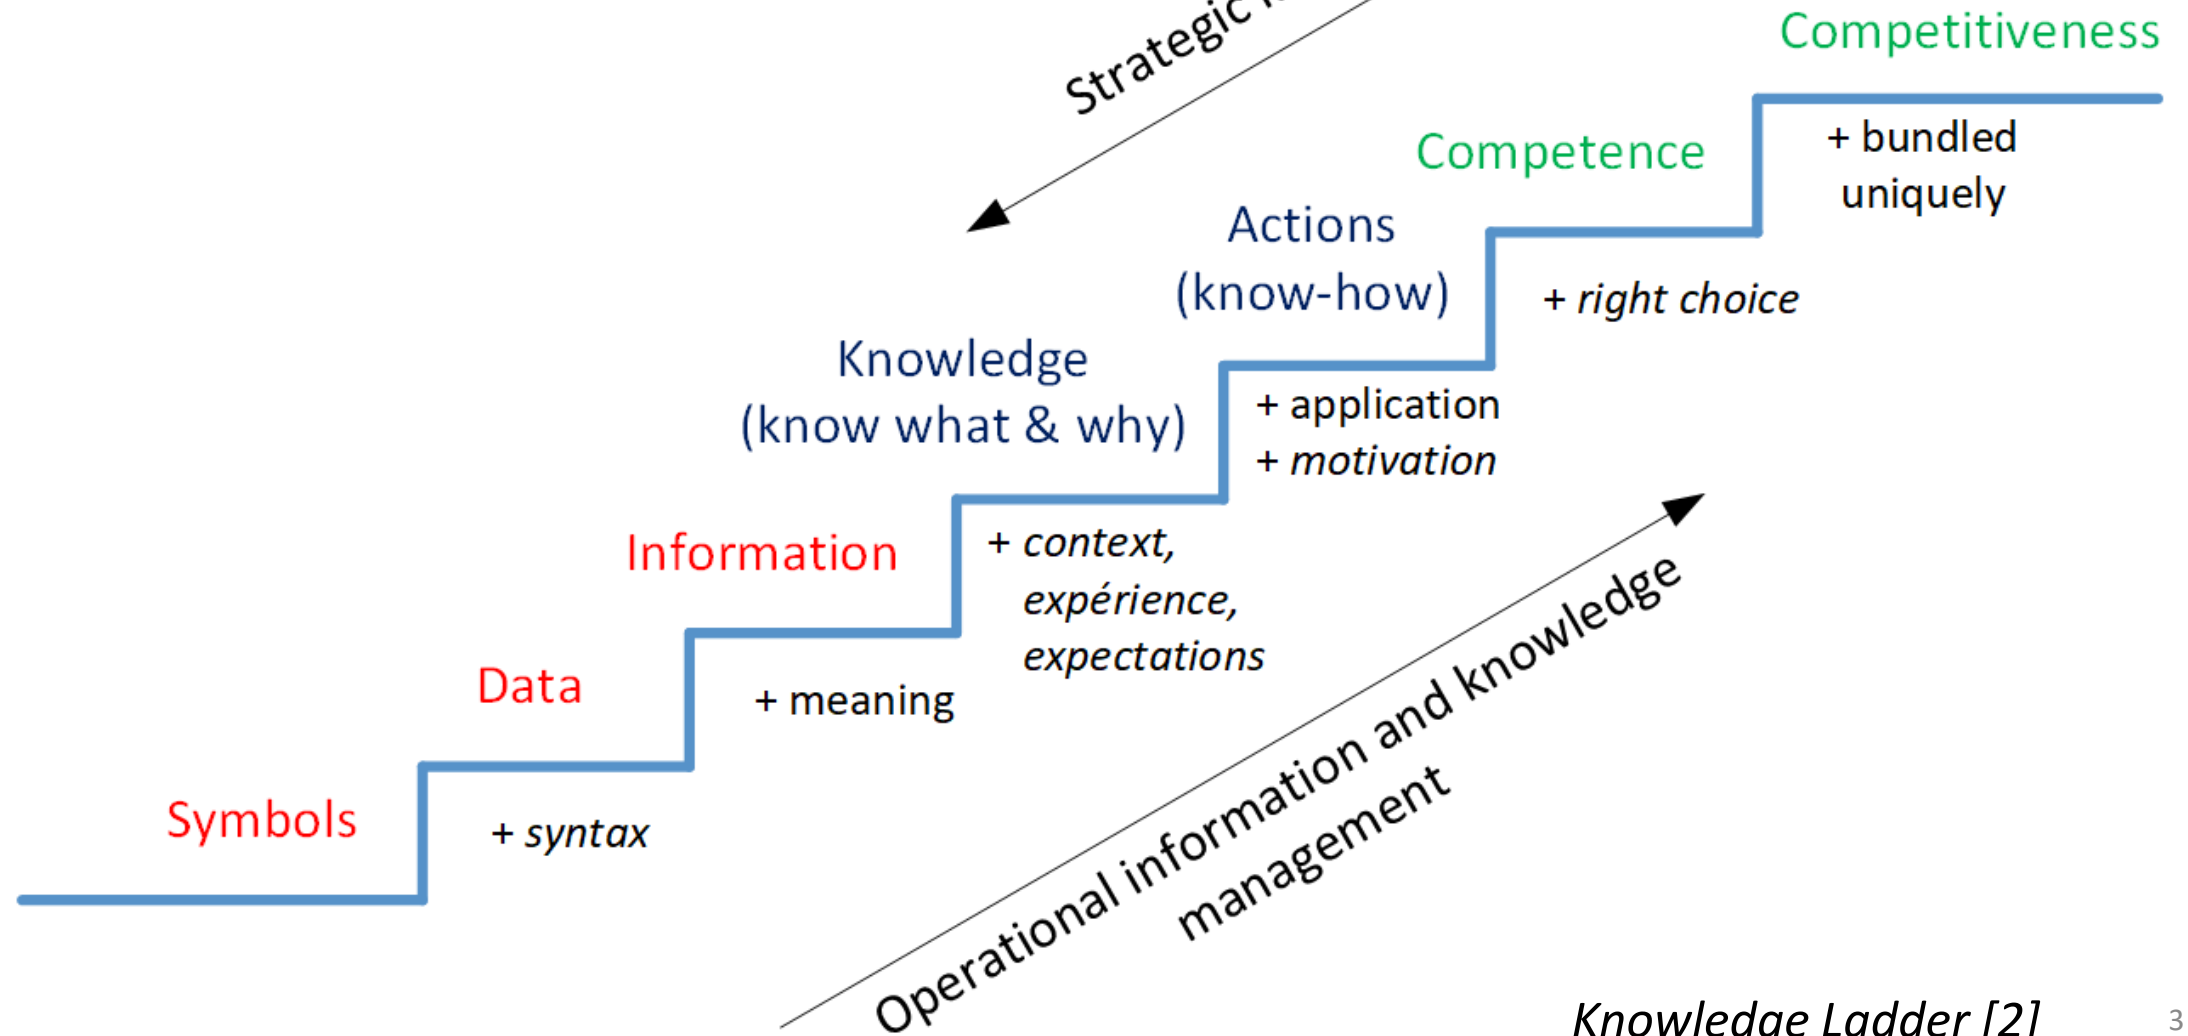 Strategic
Competitiveness
+ bundled
uniquely
Competence
Actions
(know-how)
+ right choice
Knowledge
(know what & why)
+ application
+ motivation
Information
+ context,
expérience,
expectations
Data
+ meaning
Symbols
+ syntax
Operational information and knowledge
management
Knowledge Ladder [2]
3